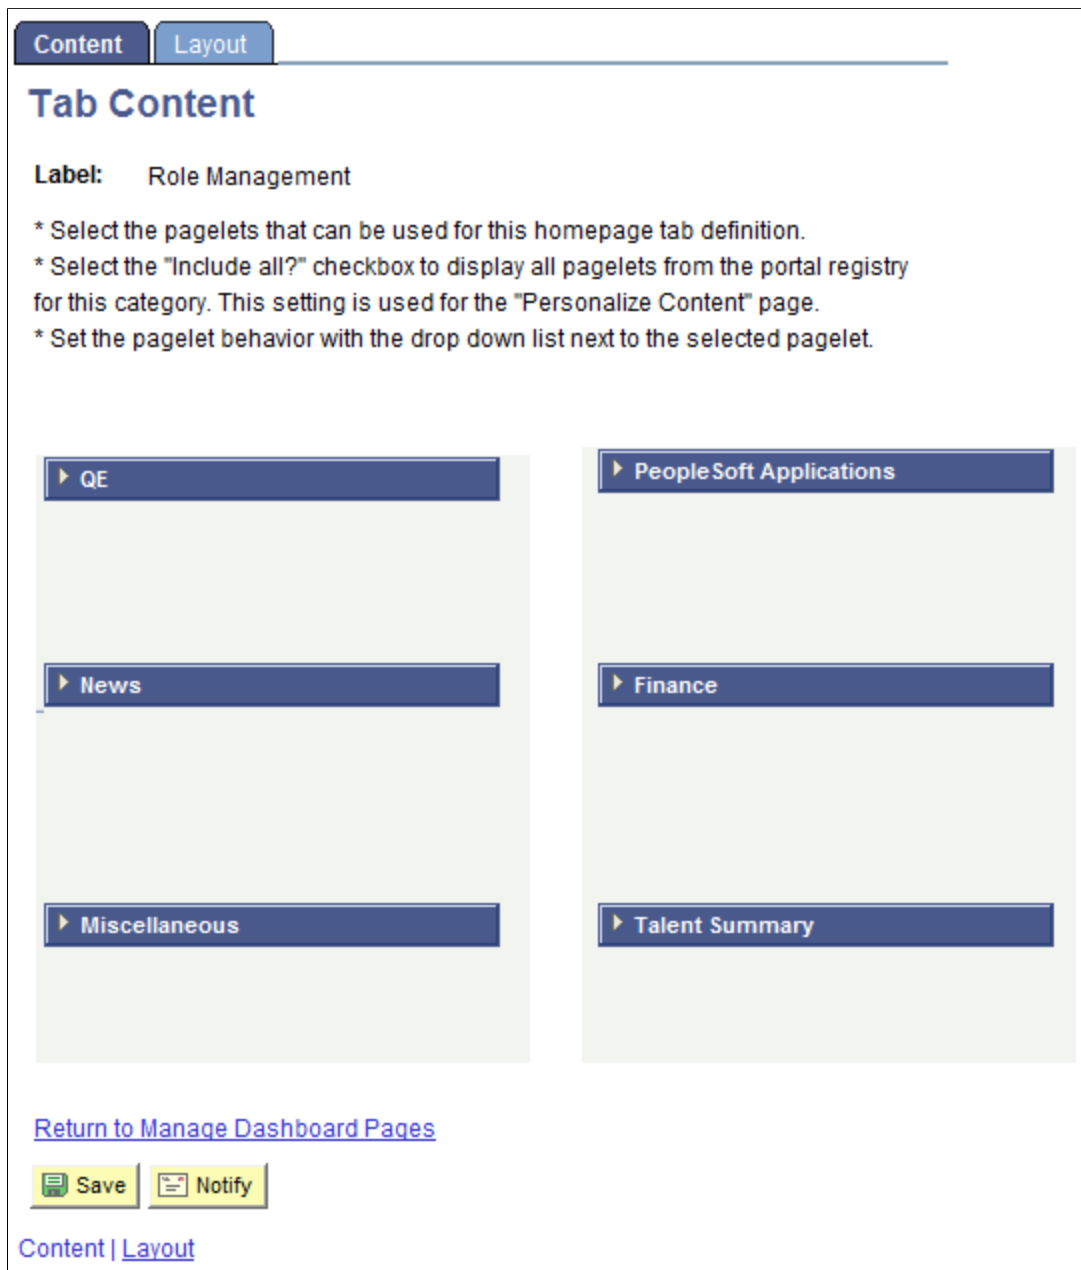 Content Layout
Tab Content
Label: Role Management
* Select the pagelets that can be used for this homepage tab definition.
* Select the "Include all?" checkbox to display all pagelets from the portal registry
for this category. This setting is used for the "Personalize Content" page.
* Set the pagelet behavior with the drop down list next to the selected pagelet.
QE
PeopleSoft Applications
News
Finance
Miscellaneous
Talent Summary
Return to Manage Dashboard Pages
Save Notify
Content | Layout